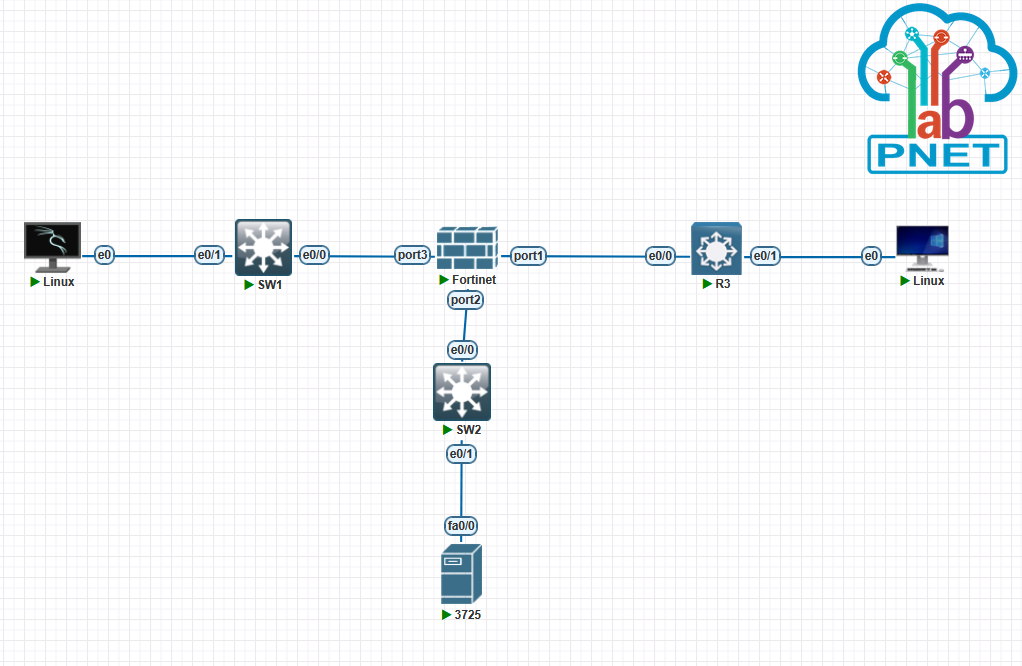 lab
PNET
e0
e0/1
e0/0
port3
port1
e0/0
e0/1
e0
Linux
SW1
Fortinet
R3
Linux
port2
e0/0
SW2
e0/1
fa0/0
3725